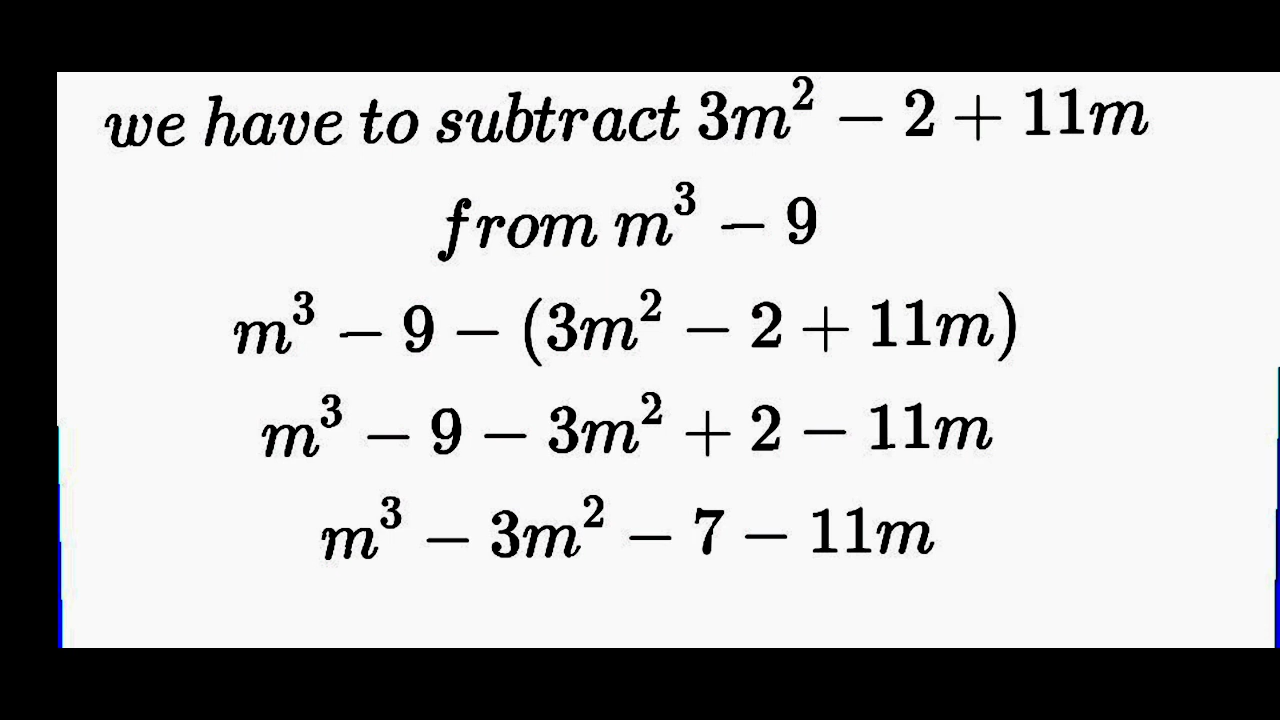 we have to subtract 3m² − 2 + 11m
from m³ − 9
m³ − 9 − (3m² − 2 + 11m)
m³ − 9 − 3m² + 2 − 11m
m³ − 3m² − 7 − 11m